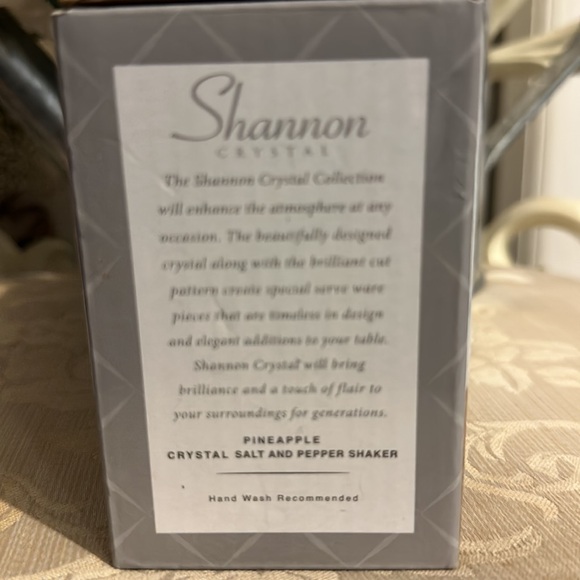 Shannon
CRYSTAL
The Shannon Crystal Collection
will enhance the atmosphere at any
occasion. The beautifully designed
crystal along with the brilliant cut
pattern create special serve ware
pieces that are timeless in design
and elegant additions to your table.
Shannon Crystal will bring
brilliance and a touch of flair to
your surroundings for generations.
PINEAPPLE
CRYSTAL SALT AND PEPPER SHAKER
Hand Wash Recommended